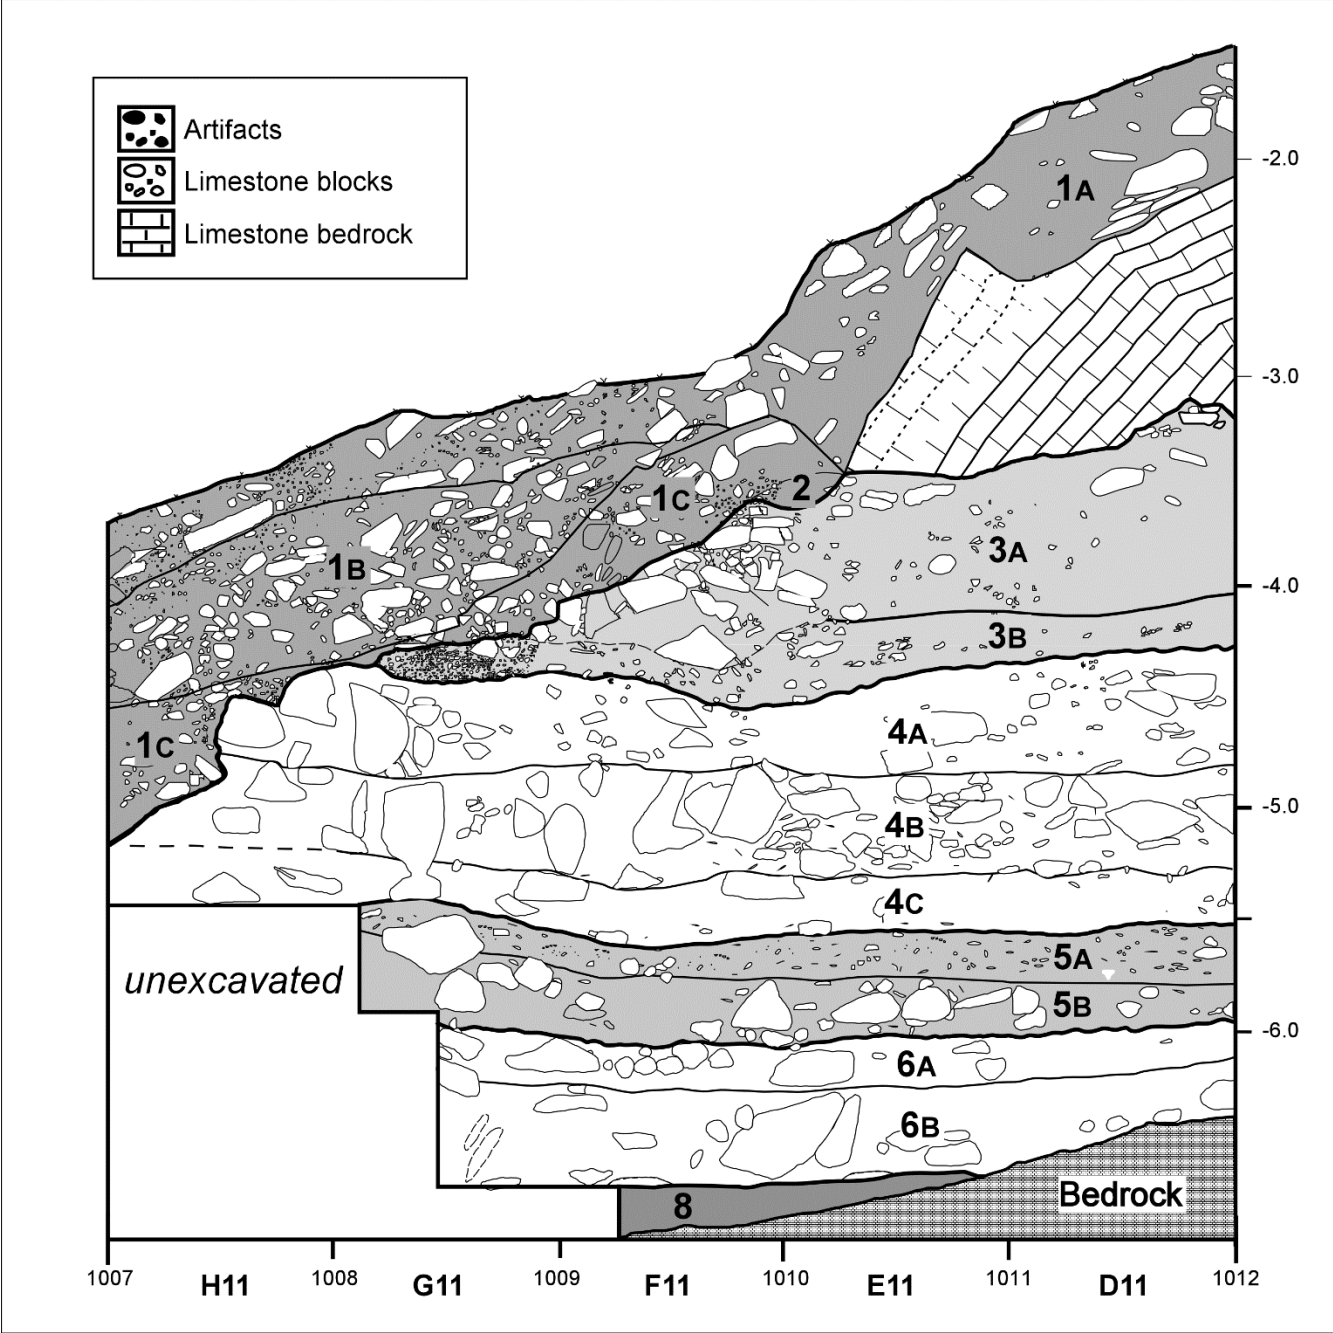 Artifacts
Limestone blocks
Limestone bedrock
1A
-2.0
-3.0
1C
2
3A
1B
-4.0
3B
4A
1C
-5.0
4B
4C
5A
unexcavated
5B
-6.0
6A
6B
Bedrock
8
1007 H11 1008 G11 1009 F11 1010 E11 1011 D11 1012